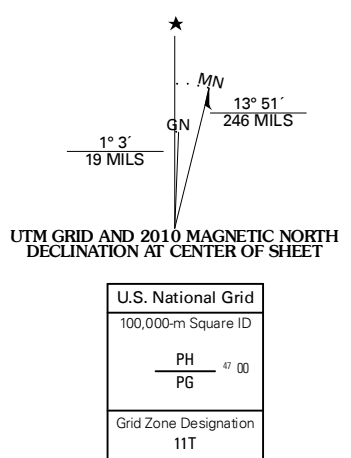 ★
MN
13° 51´
246 MILS
GN
1° 3´
19 MILS
UTM GRID AND 2010 MAGNETIC NORTH
DECLINATION AT CENTER OF SHEET
U.S. National Grid
100,000-m Square ID
PH
47 00
PG
Grid Zone Designation
11T